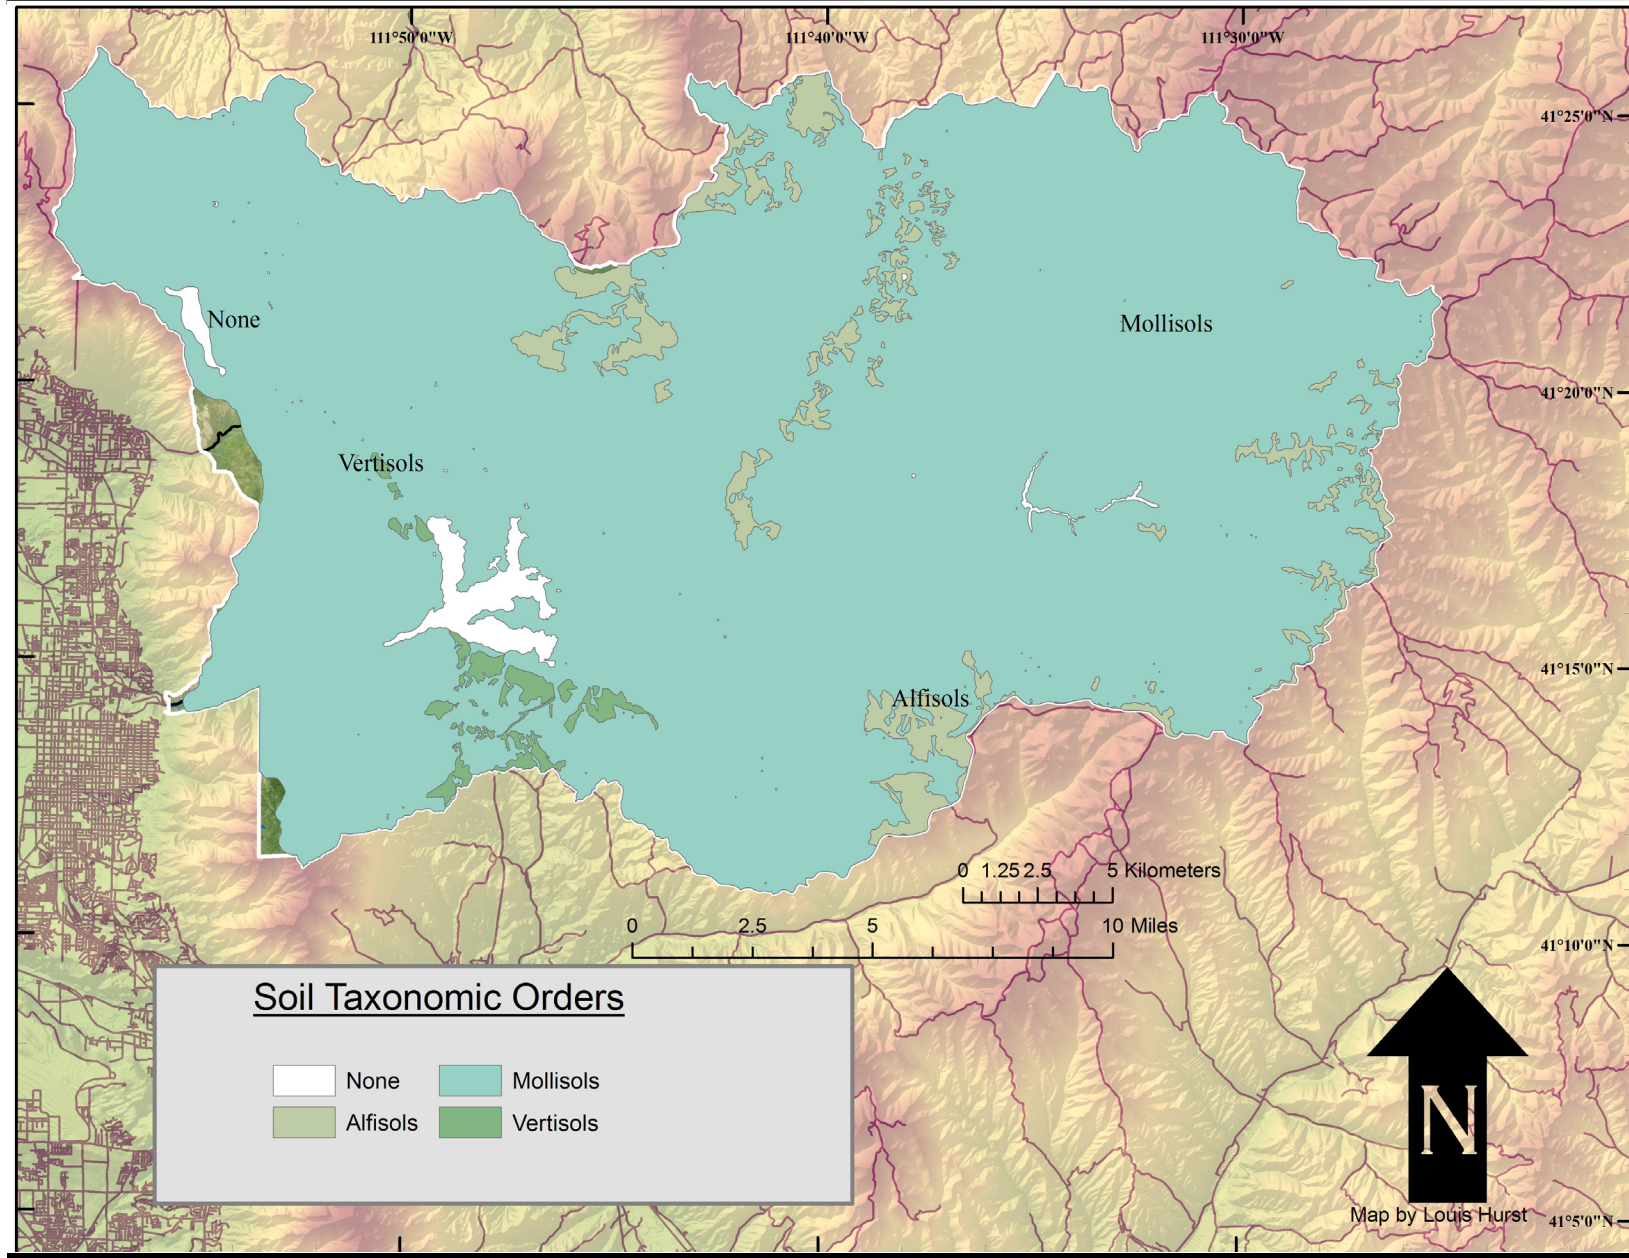 111°50'0"W
111°40'0"W
111°30'0"W
41°25'0"N
None
Mollisols
41°20'0"N
Vertisols
41°15'0"N
Alfisols
0 1.25 2.5 5 Kilometers
0 2.5 5 10 Miles
41°10'0"N
Soil Taxonomic Orders
None Mollisols
Alfisols Vertisols
N
Map by Louis Hurst
41°5'0"N